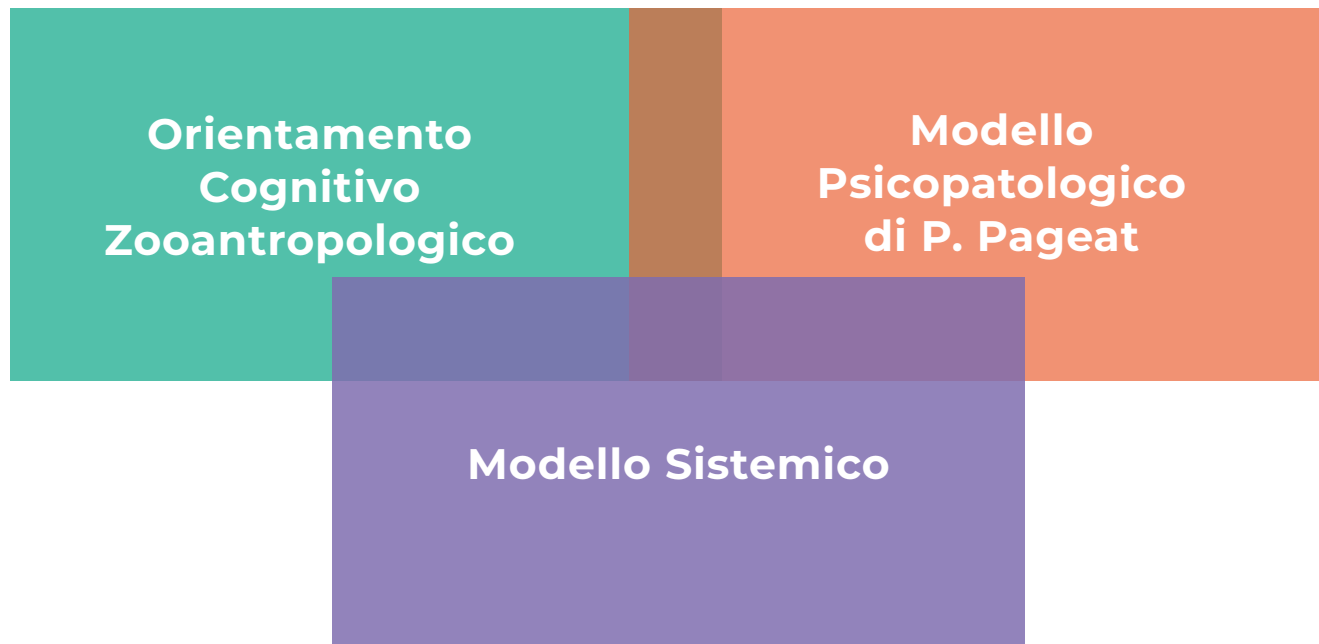 Orientamento
Cognitivo
Zooantropologico
Modello
Psicopatologico
di P. Pageat
Modello Sistemico